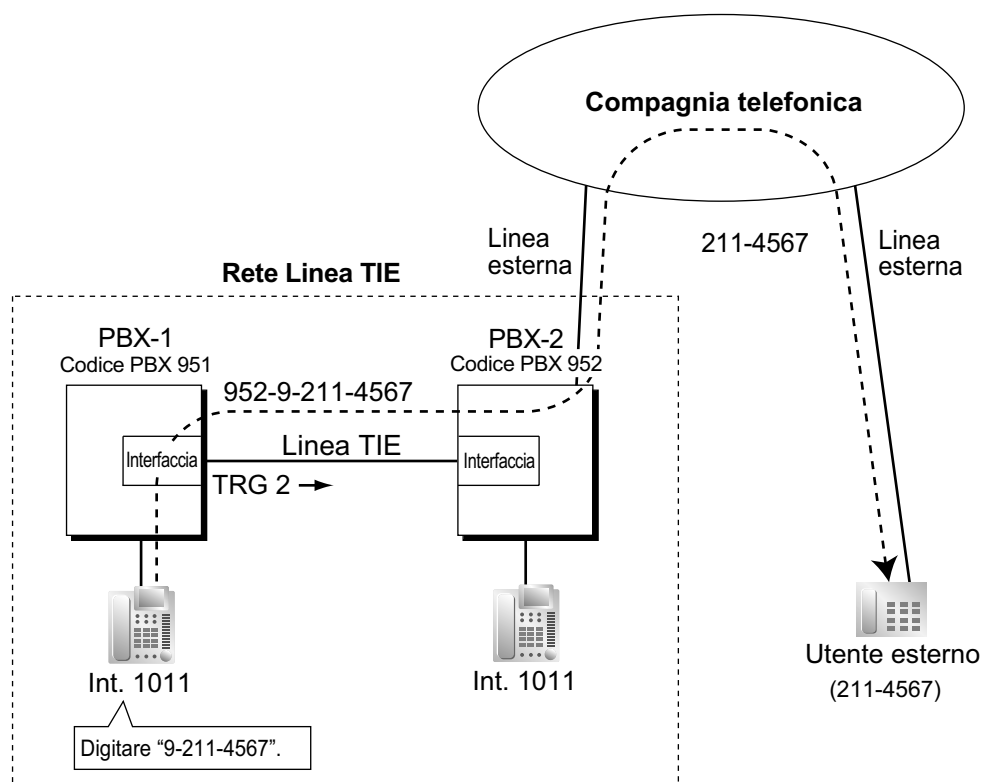 Compagnia telefonica
Linea
esterna
211-4567
Linea
esterna
Rete Linea TIE
PBX-1
Codice PBX 951
PBX-2
Codice PBX 952
952-9-211-4567
Interfaccia
Linea TIE
Interfaccia
TRG 2 →
Int. 1011
Int. 1011
Utente esterno
(211-4567)
Digitare “9-211-4567”.